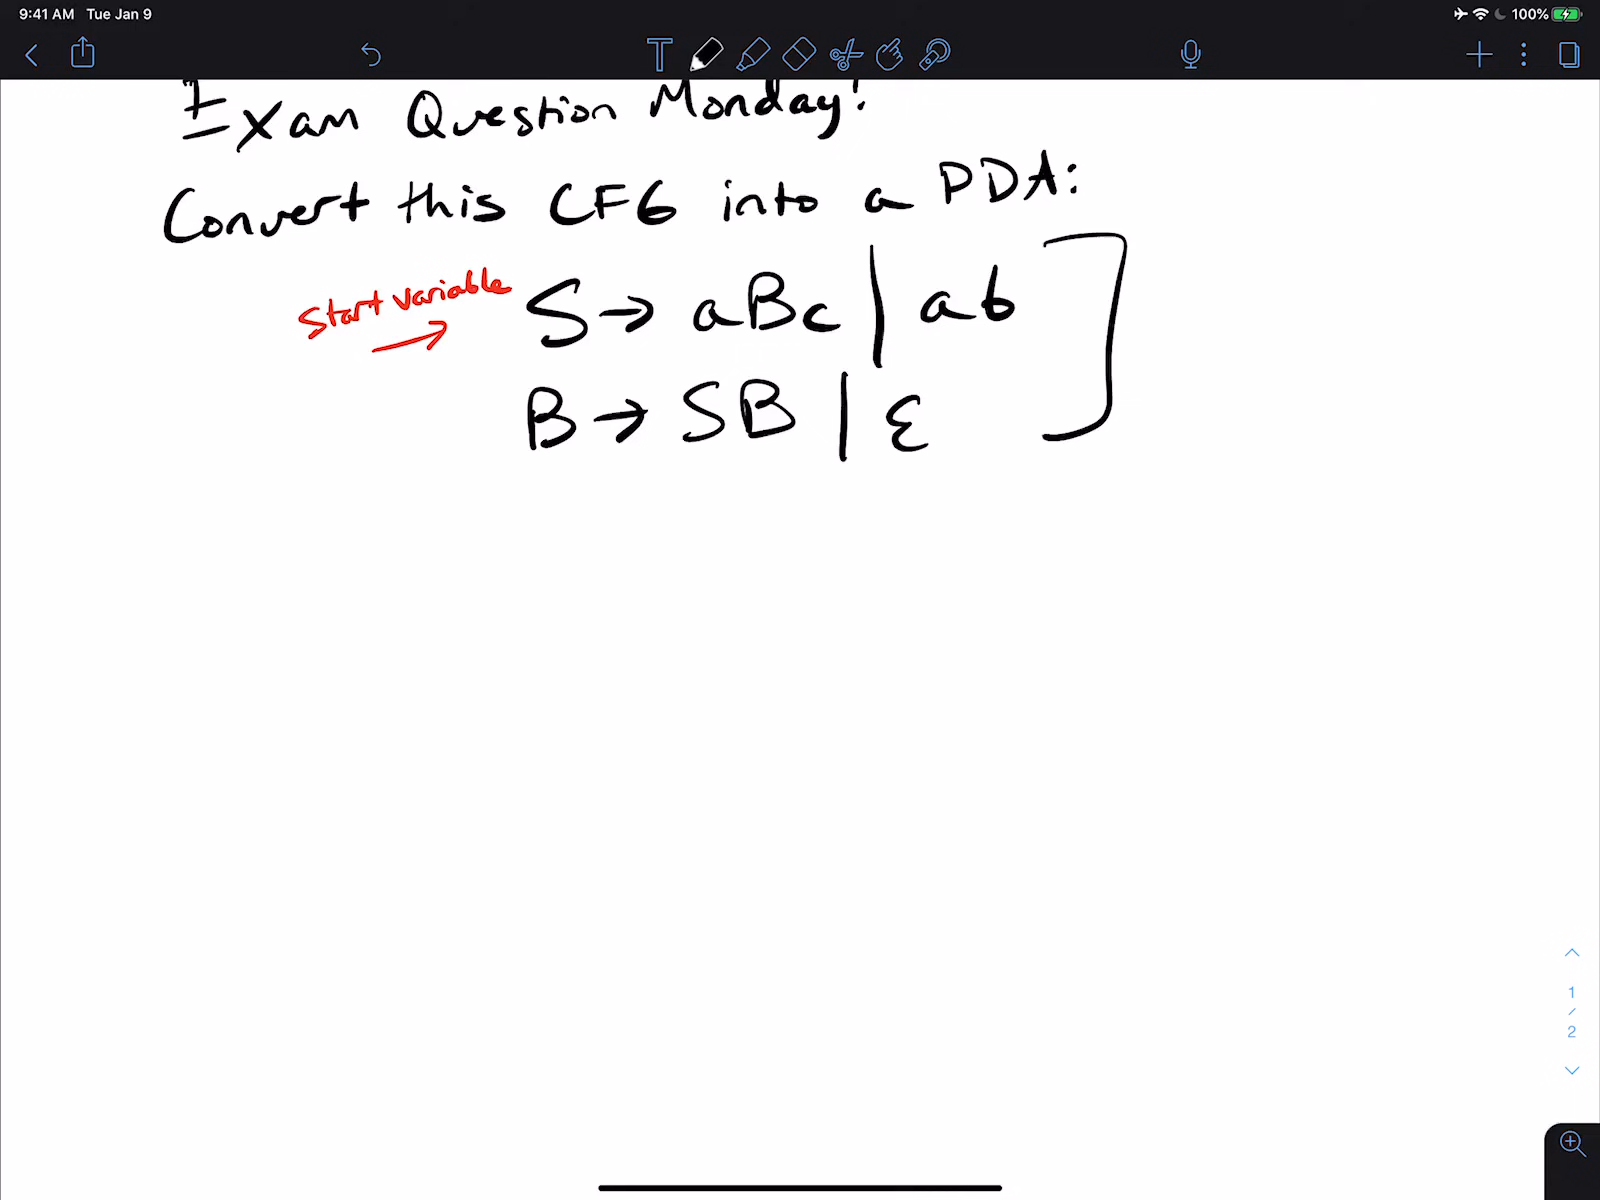 9:41 AM Tue Jan 9
100%
Exam Question Monday!
Convert this CFG into a PDA:
Start variable
→ S → aBc | ab
B → SB | ε
1
/
2